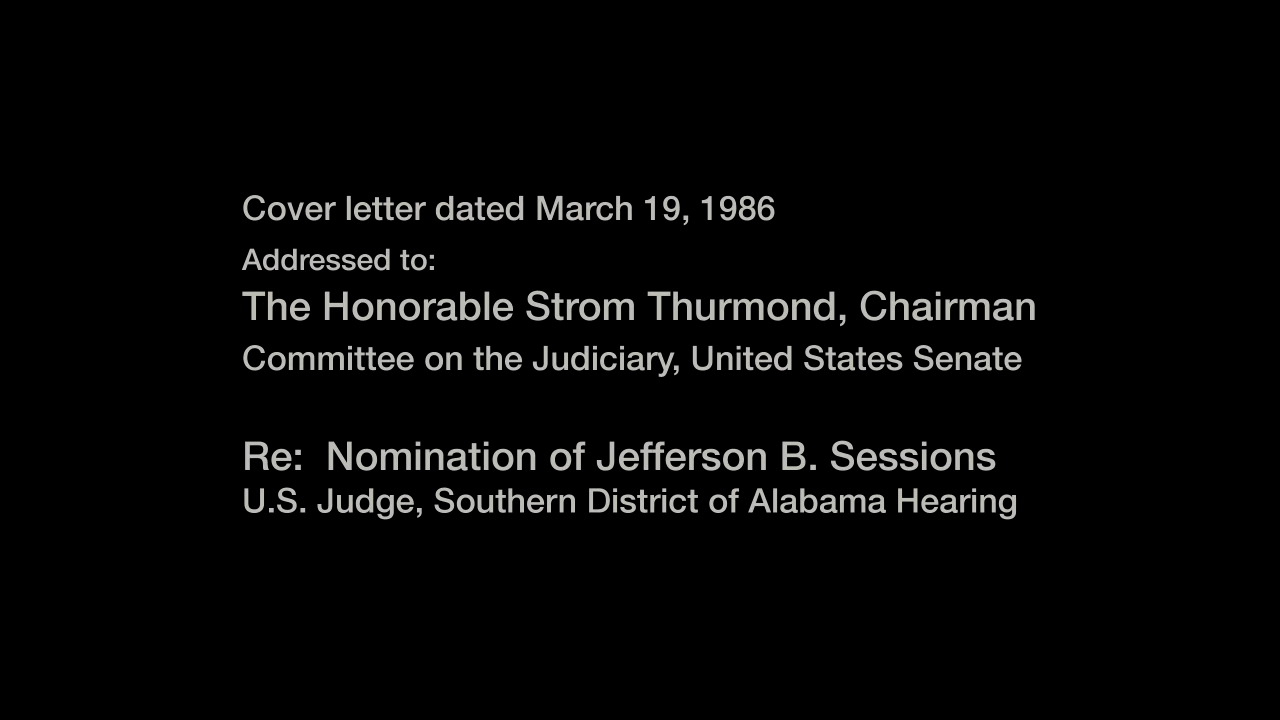 Cover letter dated March 19, 1986
Addressed to:
The Honorable Strom Thurmond, Chairman
Committee on the Judiciary, United States Senate
Re:  Nomination of Jefferson B. Sessions
U.S. Judge, Southern District of Alabama Hearing